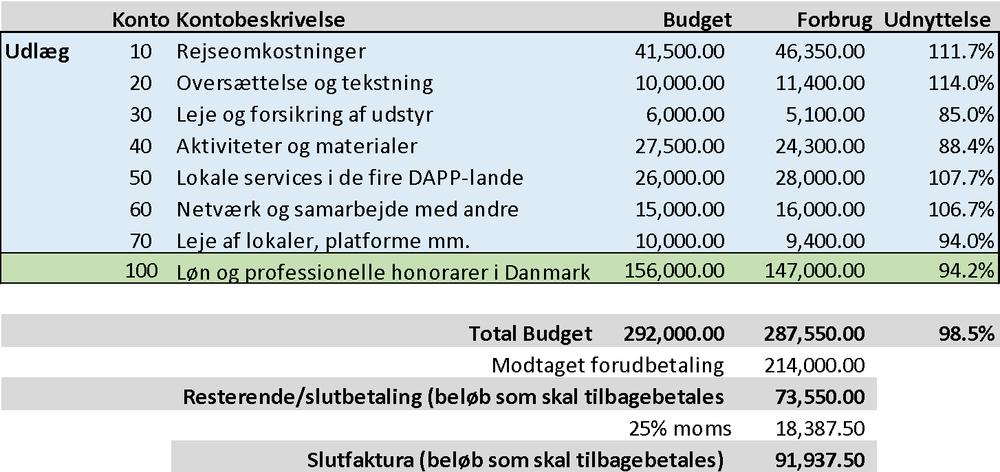 Konto Kontobeskrivelse Budget Forbrug Udnyttelse
Udlæg 10 Rejseomkostninger 41,500.00 46,350.00 111.7%
20 Oversættelse og tekstning 10,000.00 11,400.00 114.0%
30 Leje og forsikring af udstyr 6,000.00 5,100.00 85.0%
40 Aktiviteter og materialer 27,500.00 24,300.00 88.4%
50 Lokale services i de fire DAPP-lande 26,000.00 28,000.00 107.7%
60 Netværk og samarbejde med andre 15,000.00 16,000.00 106.7%
70 Leje af lokaler, platforme mm. 10,000.00 9,400.00 94.0%
100 Løn og professionelle honorarer i Danmark 156,000.00 147,000.00 94.2%
Total Budget 292,000.00 287,550.00 98.5%
Modtaget forudbetaling 214,000.00
Resterende/slutbetaling (beløb som skal tilbagebetales 73,550.00
25% moms 18,387.50
Slutfaktura (beløb som skal tilbagebetales) 91,937.50